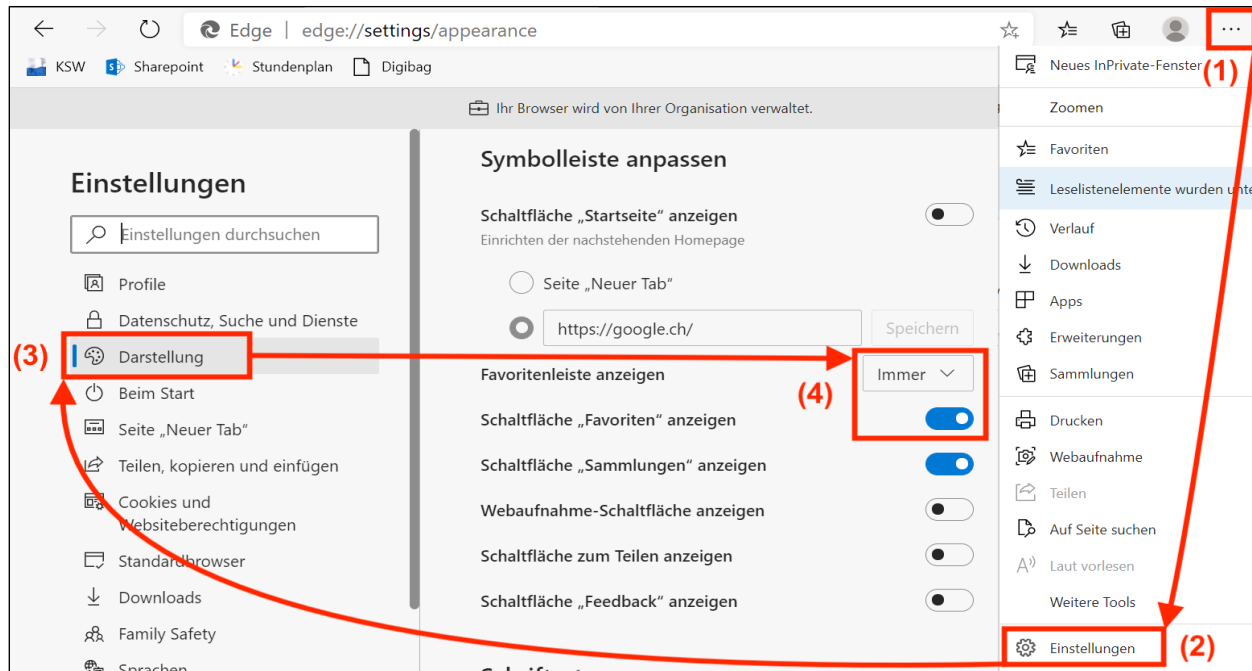 Edge | edge://settings/appearance
KSW Sharepoint Stundenplan Digibag
Ihr Browser wird von Ihrer Organisation verwaltet.
Einstellungen
Einstellungen durchsuchen
Profile
Datenschutz, Suche und Dienste
(3) Darstellung
Beim Start
Seite „Neuer Tab“
Teilen, kopieren und einfügen
Cookies und
Websiteberechtigungen
Standardbrowser
Downloads
Family Safety
Sprachen
Symbolleiste anpassen
Schaltfläche „Startseite“ anzeigen
Einrichten der nachstehenden Homepage
Seite „Neuer Tab“
https://google.ch/ Speichern
Favoritenleiste anzeigen Immer
(4)
Schaltfläche „Favoriten“ anzeigen
Schaltfläche „Sammlungen“ anzeigen
Webaufnahme-Schaltfläche anzeigen
Schaltfläche zum Teilen anzeigen
Schaltfläche „Feedback“ anzeigen
(1)
Neues InPrivate-Fenster
Zoomen
Favoriten
Leselistenelemente wurden unte
Verlauf
Downloads
Apps
Erweiterungen
Sammlungen
Drucken
Webaufnahme
Teilen
Auf Seite suchen
Laut vorlesen
Weitere Tools
Einstellungen (2)